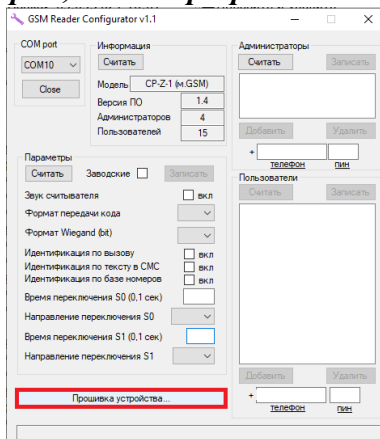 GSM Reader Configurator v1.1
COM port
COM10
Close
Информация
Считать
Модель CP-Z-1 (м.GSM)
Версия ПО 1.4
Администраторов 4
Пользователей 15
Администраторы
Считать Записать
Добавить Удалить
+
телефон пин
Параметры
Считать Заводские Записать
Звук считывателя вкл
Формат передачи кода
Формат Wiegand (bit)
Идентификация по вызову вкл
Идентификация по тексту в СМС вкл
Идентификация по базе номеров вкл
Время переключения S0 (0,1 сек)
Направление переключения S0
Время переключения S1 (0,1 сек)
Направление переключения S1
Прошивка устройства...
Пользователи
Считать Записать
Добавить Удалить
+
телефон пин